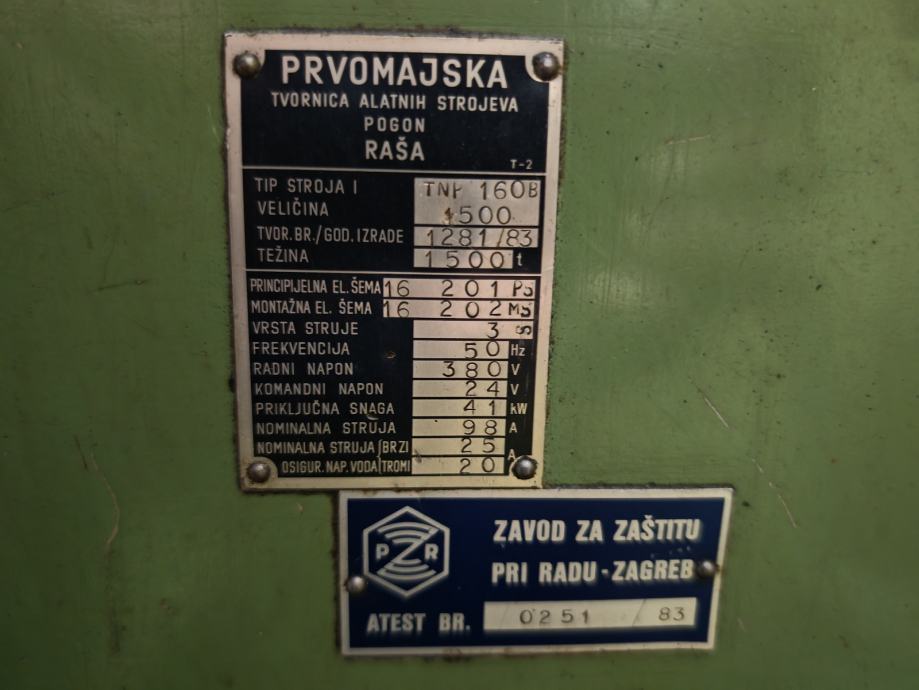 PRVOMAJSKA
TVORNICA ALATNIH STROJEVA
POGON
RAŠA
T-2
TIP STROJA I TNP 160B
VELIČINA 1500
TVOR.BR./GOD.IZRADE 1281/83
TEŽINA 1500 t
PRINCIPIJELNA EL.ŠEMA 16 201 PS
MONTAŽNA EL. ŠEMA 16 202 MS
VRSTA STRUJE 3 S
FREKVENCIJA 50 Hz
RADNI NAPON 380 V
KOMANDNI NAPON 24 V
PRIKLJUČNA SNAGA 41 kW
NOMINALNA STRUJA 98 A
NOMINALNA STRUJA BRZI 25 A
OSIGUR. NAP. VODA TROMI 20
PZR
ZAVOD ZA ZAŠTITU
PRI RADU - ZAGREB
ATEST BR. 0251 / 83